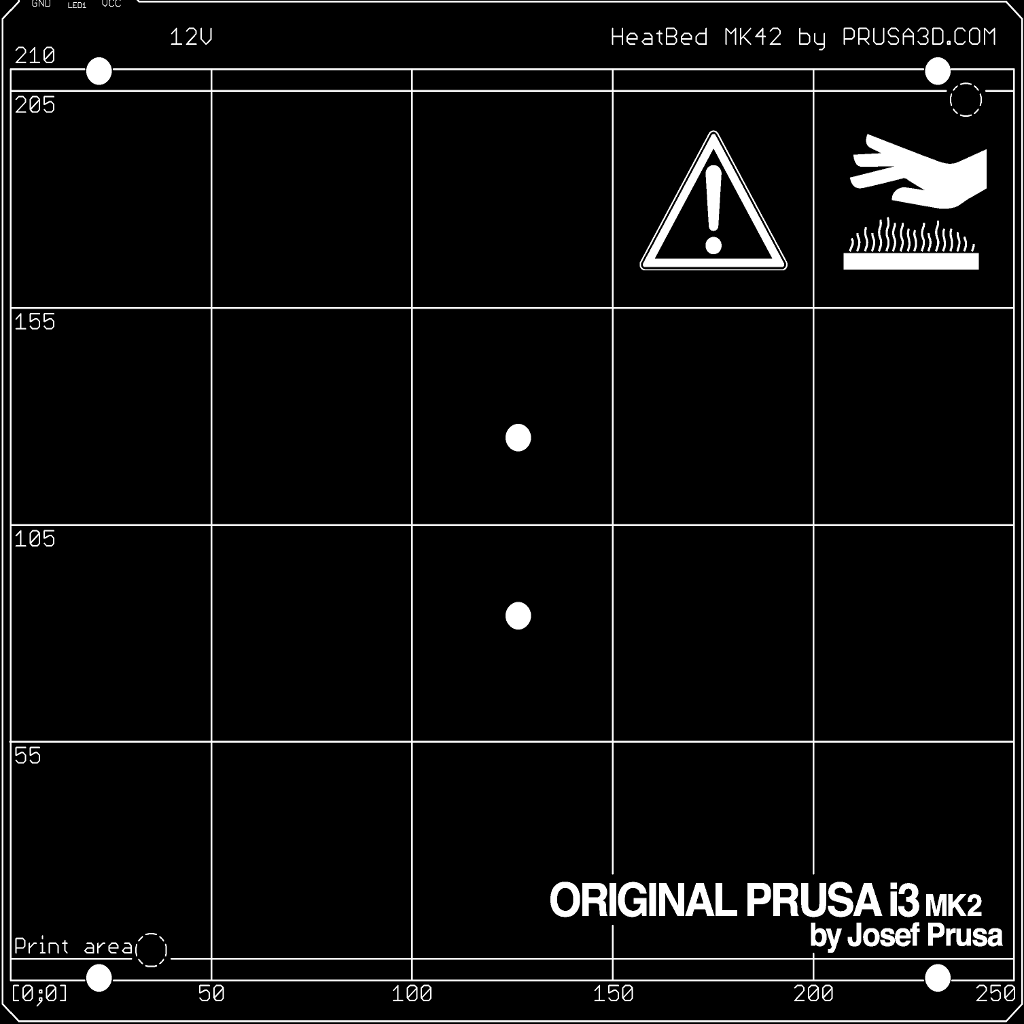 GND LED1 VCC
12V HeatBed MK42 by PRUSA3D.COM
210
205
155
105
55
ORIGINAL PRUSA i3 MK2
by Josef Prusa
Print area
[0;0] 50 100 150 200 250